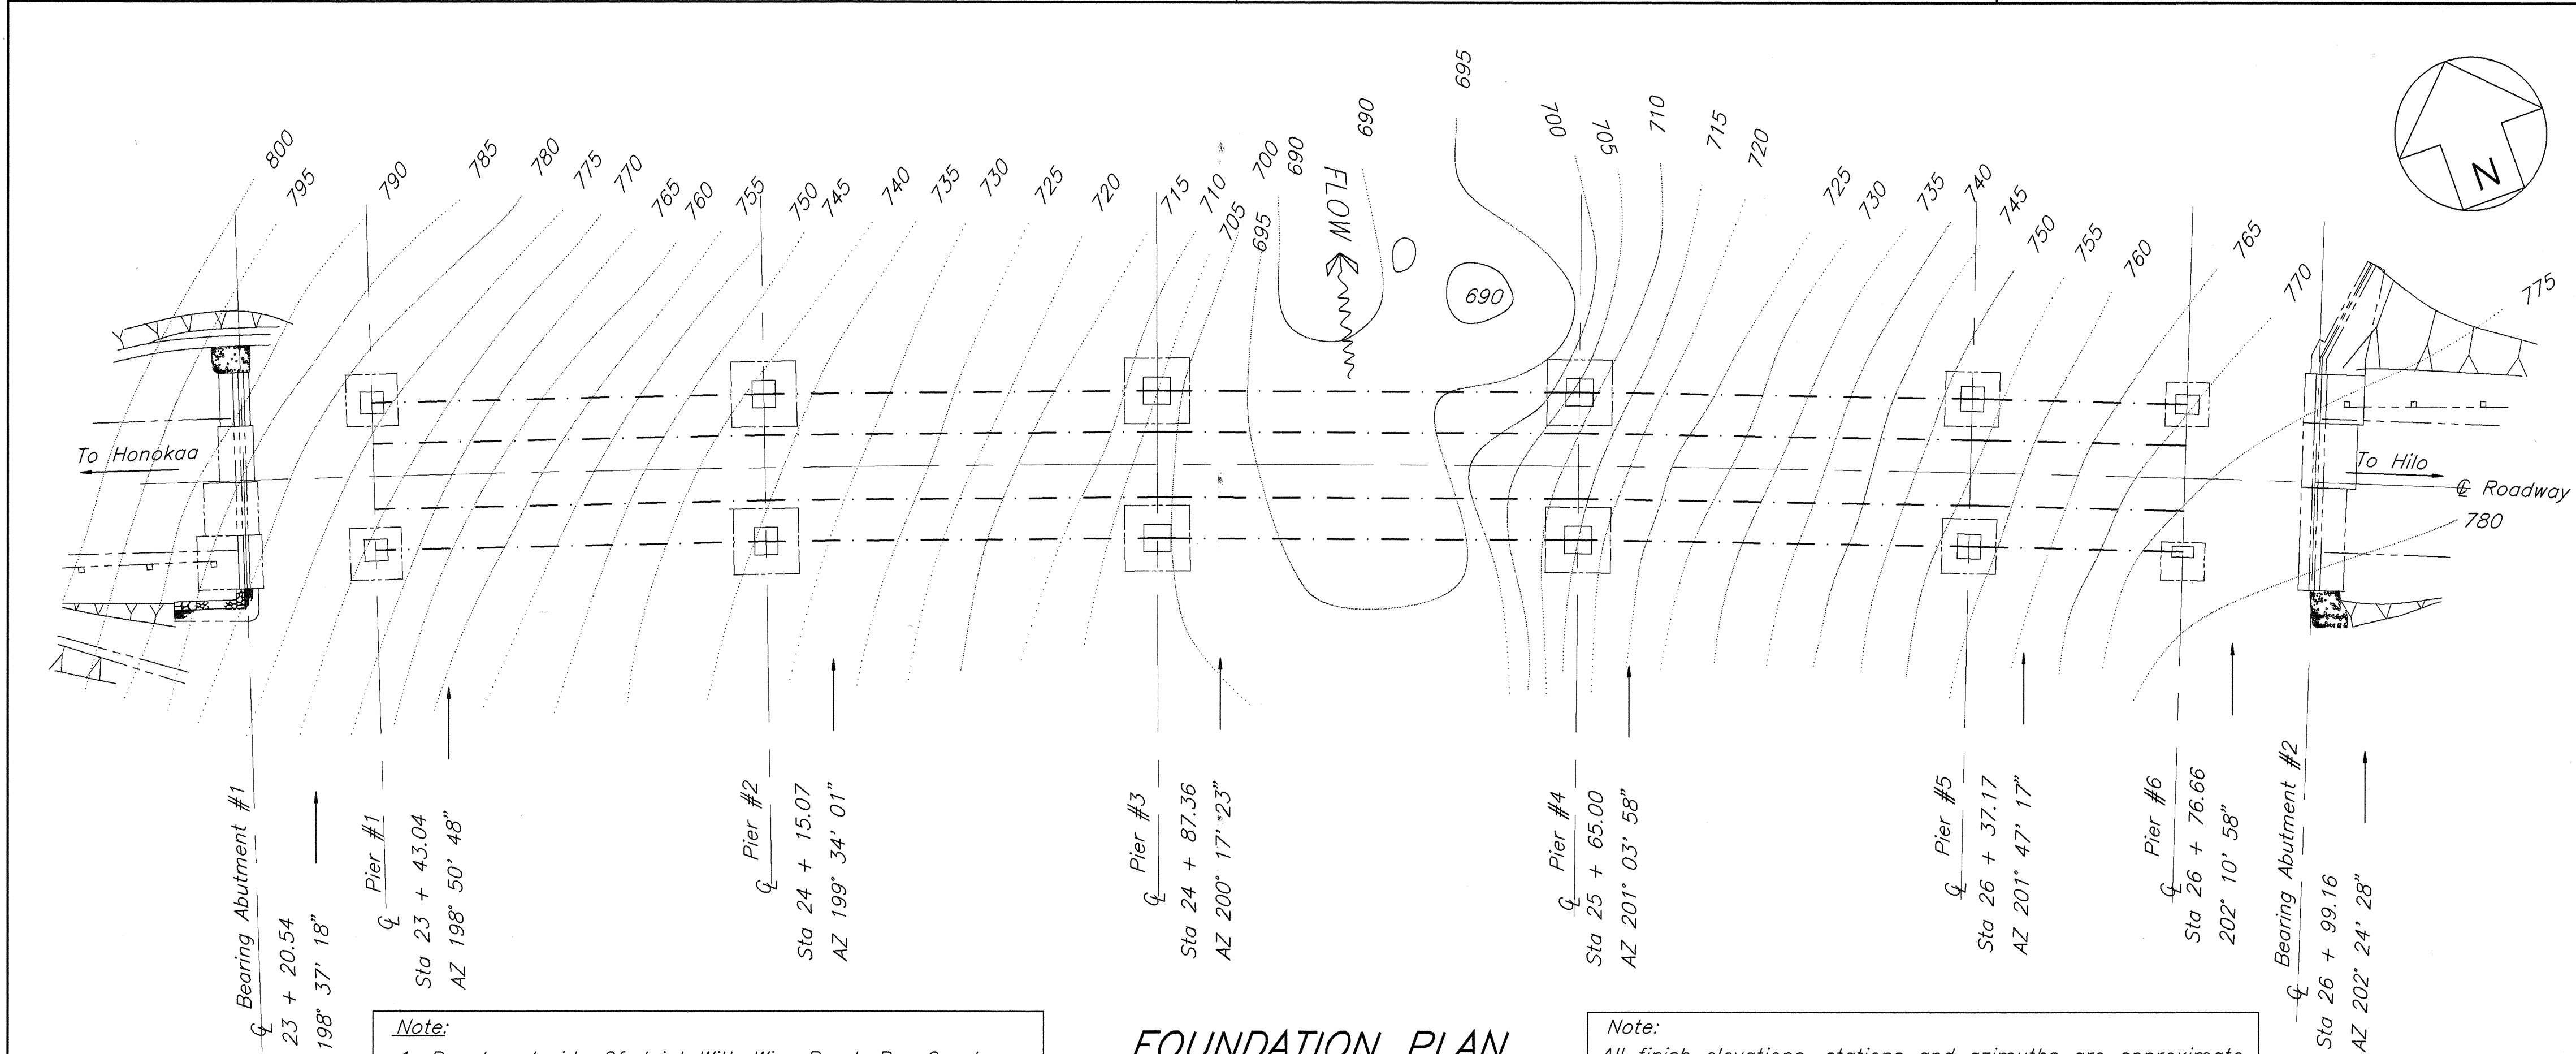 800
795
790
785
780
775
770
765
760
755
750
745
740
735
730
725
720
715
710
705
700
695
690
690
FLOW
690
695
700
705
710
715
720
725
730
735
740
745
750
755
760
765
770
775
780
N
To Honokaa
To Hilo
℄ Roadway
℄ Bearing Abutment #1
23 + 20.54
198° 37' 18"
℄ Pier #1
Sta 23 + 43.04
AZ 198° 50' 48"
℄ Pier #2
Sta 24 + 15.07
AZ 199° 34' 01"
℄ Pier #3
Sta 24 + 87.36
AZ 200° 17' 23"
℄ Pier #4
Sta 25 + 65.00
AZ 201° 03' 58"
℄ Pier #5
Sta 26 + 37.17
AZ 201° 47' 17"
℄ Pier #6
Sta 26 + 76.66
202° 10' 58"
℄ Bearing Abutment #2
Sta 26 + 99.16
AZ 202° 24' 28"
Note:
FOUNDATION PLAN
Note:
All finish elevations, stations and azimuths are approximate